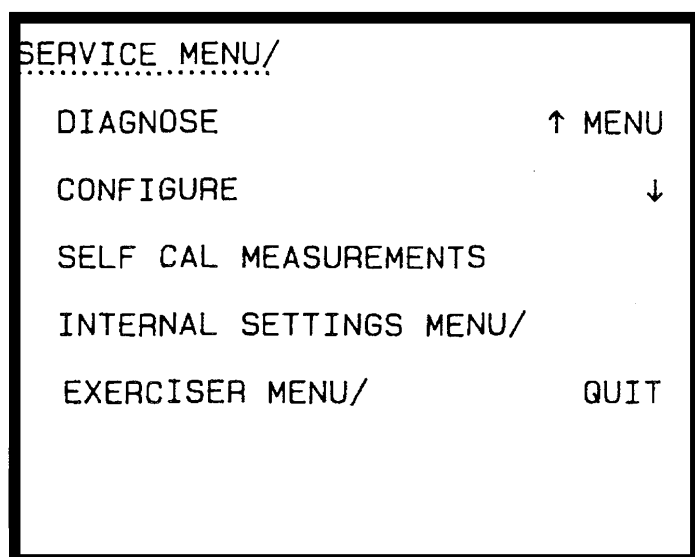 SERVICE MENU/
DIAGNOSE ↑ MENU
CONFIGURE ↓
SELF CAL MEASUREMENTS
INTERNAL SETTINGS MENU/
EXERCISER MENU/ QUIT